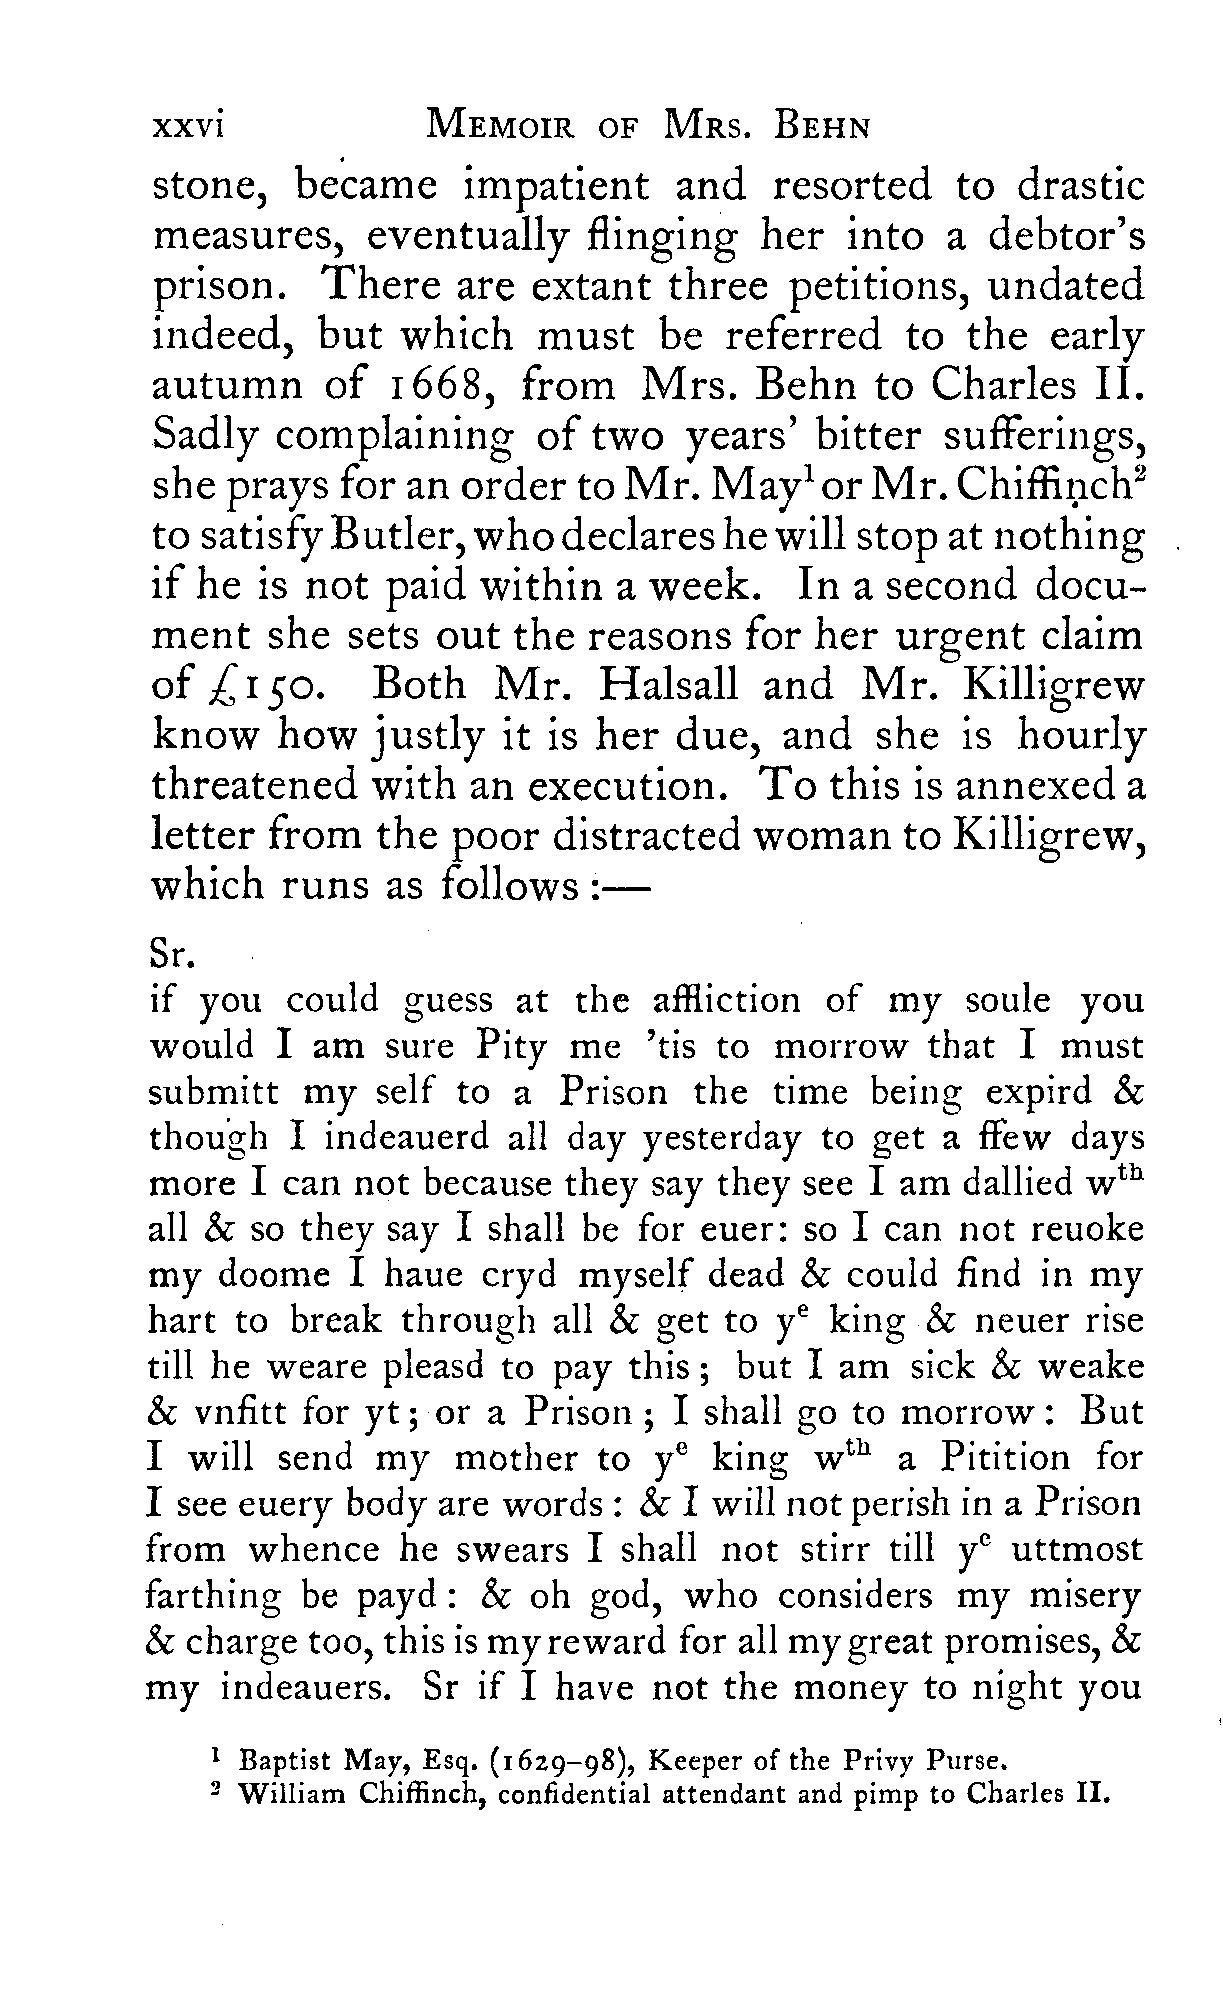 xxvi MEMOIR OF MRS. BEHN
stone, became impatient and resorted to drastic
measures, eventually flinging her into a debtor's
prison. There are extant three petitions, undated
indeed, but which must be referred to the early
autumn of 1668, from Mrs. Behn to Charles II.
Sadly complaining of two years' bitter sufferings,
she prays for an order to Mr. May¹ or Mr. Chiffinch²
to satisfy Butler, who declares he will stop at nothing
if he is not paid within a week. In a second docu-
ment she sets out the reasons for her urgent claim
of £150. Both Mr. Halsall and Mr. Killigrew
know how justly it is her due, and she is hourly
threatened with an execution. To this is annexed a
letter from the poor distracted woman to Killigrew,
which runs as follows :—
Sr.
if you could guess at the affliction of my soule you
would I am sure Pity me 'tis to morrow that I must
submitt my self to a Prison the time being expird &
though I indeauerd all day yesterday to get a ffew days
more I can not because they say they see I am dallied wᵗʰ
all & so they say I shall be for euer: so I can not reuoke
my doome I haue cryd myself dead & could find in my
hart to break through all & get to yᵉ king & neuer rise
till he weare pleasd to pay this ; but I am sick & weake
& vnfitt for yt ; or a Prison ; I shall go to morrow : But
I will send my mother to yᵉ king wᵗʰ a Pitition for
I see euery body are words : & I will not perish in a Prison
from whence he swears I shall not stirr till yᵉ uttmost
farthing be payd : & oh god, who considers my misery
& charge too, this is my reward for all my great promises, &
my indeauers. Sr if I have not the money to night you
¹ Baptist May, Esq. (1629–98), Keeper of the Privy Purse.
² William Chiffinch, confidential attendant and pimp to Charles II.